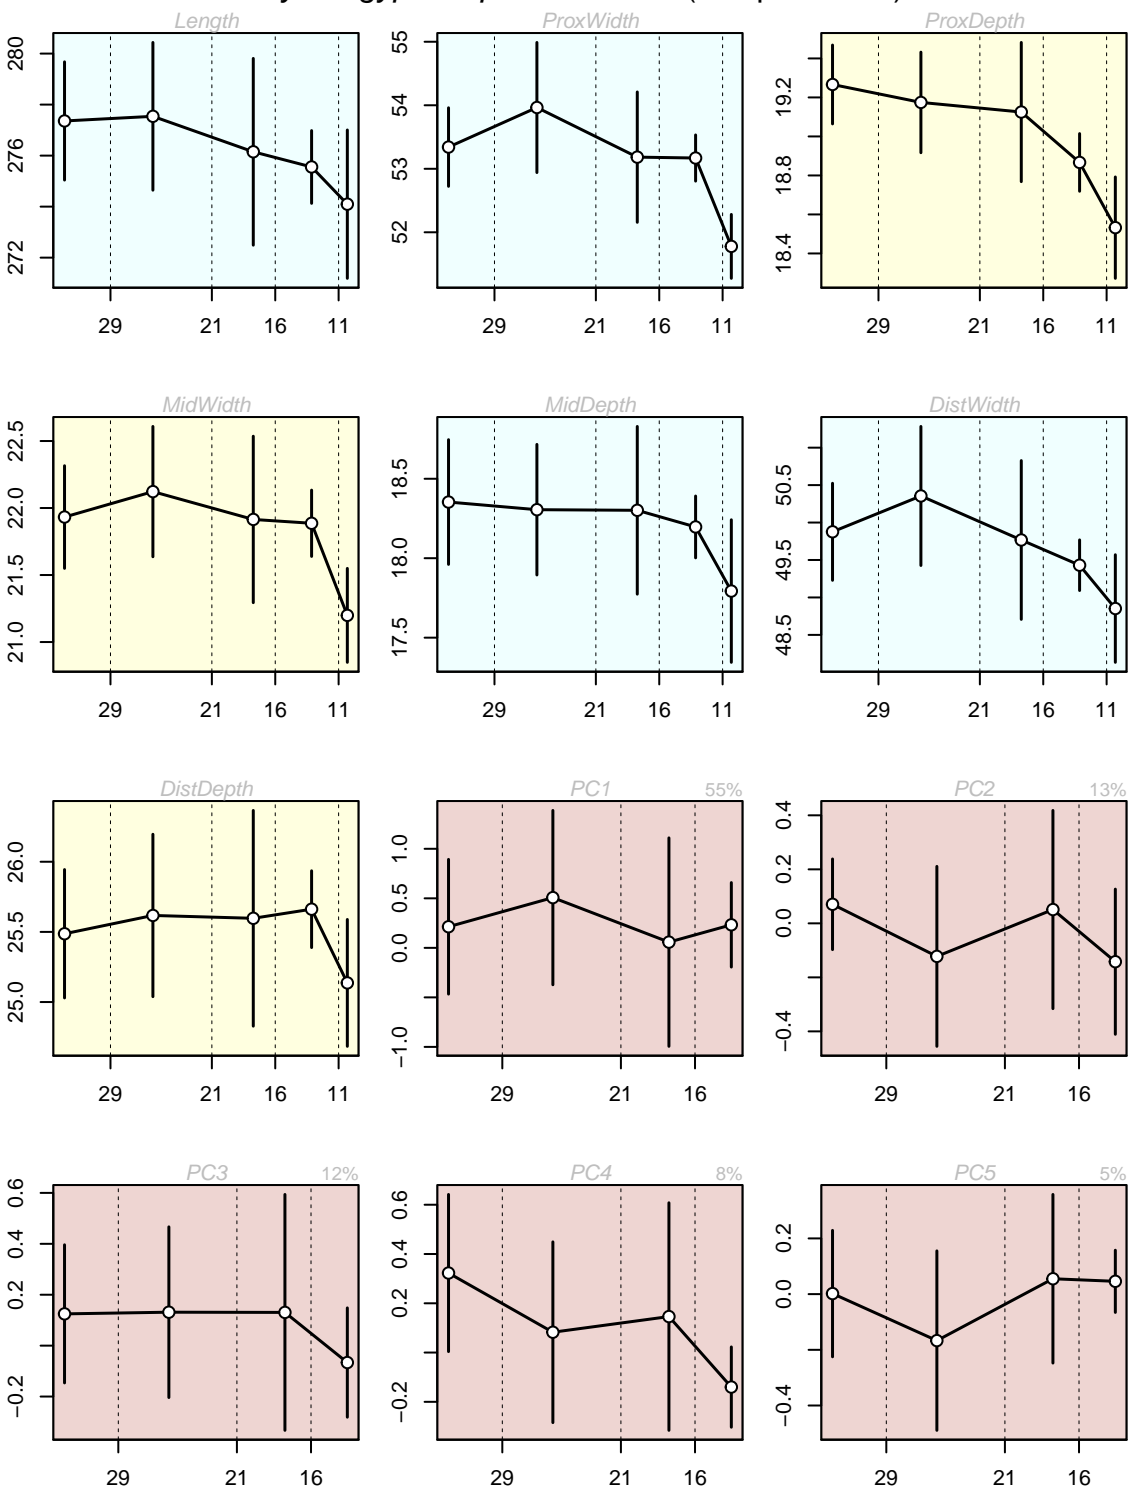 Length ProxWidth ProxDepth
280
276
272
29 21 16 11
55
54
53
52
29 21 16 11
19.2
18.8
18.4
29 21 16 11
MidWidth MidDepth DistWidth
22.5
22.0
21.5
21.0
29 21 16 11
18.5
18.0
17.5
29 21 16 11
50.5
49.5
48.5
29 21 16 11
DistDepth PC1 55% PC2 13%
26.0
25.5
25.0
29 21 16 11
1.0
0.5
0.0
−1.0
29 21 16
0.4
0.2
0.0
−0.4
29 21 16
PC3 12% PC4 8% PC5 5%
0.6
0.4
0.2
−0.2
29 21 16
0.6
0.4
0.2
−0.2
29 21 16
0.2
0.0
−0.4
29 21 16